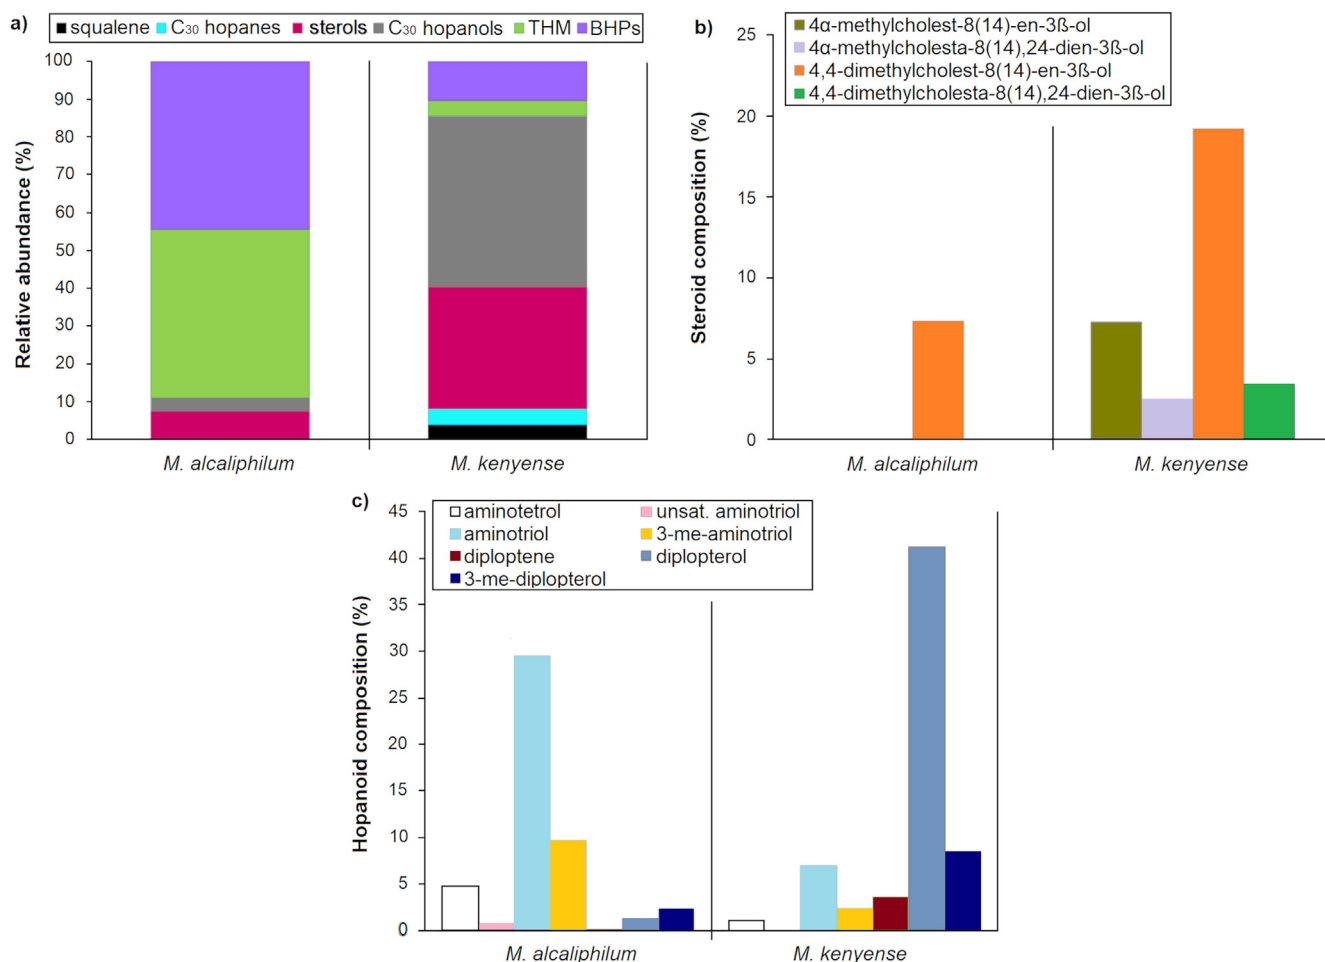 a)
squalene C30 hopanes sterols C30 hopanols THM BHPs
Relative abundance (%)
100
90
80
70
60
50
40
30
20
10
0
M. alcaliphilum M. kenyense
b)
4α-methylcholest-8(14)-en-3ß-ol
4α-methylcholesta-8(14),24-dien-3ß-ol
4,4-dimethylcholest-8(14)-en-3ß-ol
4,4-dimethylcholesta-8(14),24-dien-3ß-ol
Steroid composition (%)
25
20
15
10
5
0
M. alcaliphilum M. kenyense
c)
aminotetrol unsat. aminotriol
aminotriol 3-me-aminotriol
diploptene diplopterol
3-me-diplopterol
Hopanoid composition (%)
45
40
35
30
25
20
15
10
5
0
M. alcaliphilum M. kenyense